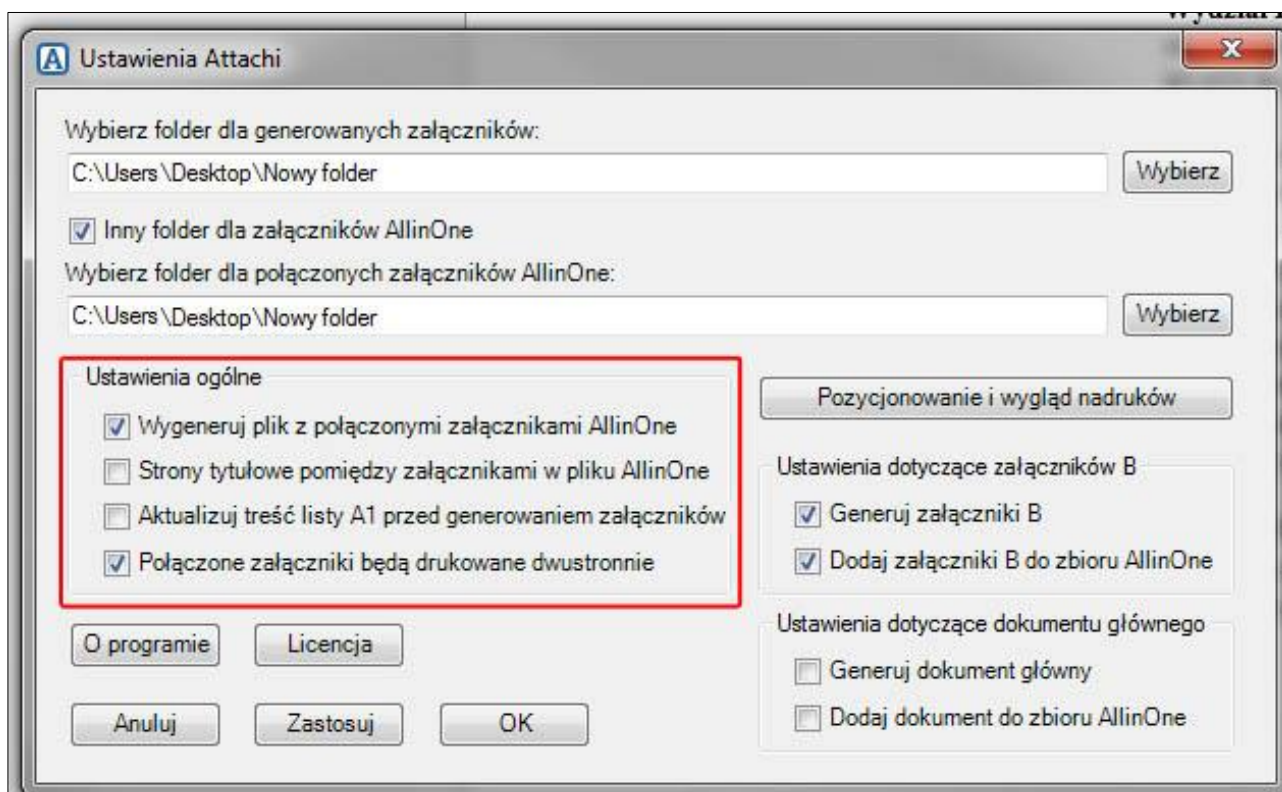 Ustawienia Attachi
Wybierz folder dla generowanych załączników:
C:\Users\Desktop\Nowy folder
Wybierz
Inny folder dla załączników AllinOne
Wybierz folder dla połączonych załączników AllinOne:
C:\Users\Desktop\Nowy folder
Wybierz
Ustawienia ogólne
Wygeneruj plik z połączonymi załącznikami AllinOne
Strony tytułowe pomiędzy załącznikami w pliku AllinOne
Aktualizuj treść listy A1 przed generowaniem załączników
Połączone załączniki będą drukowane dwustronnie
Pozycjonowanie i wygląd nadruków
Ustawienia dotyczące załączników B
Generuj załączniki B
Dodaj załączniki B do zbioru AllinOne
Ustawienia dotyczące dokumentu głównego
Generuj dokument główny
Dodaj dokument do zbioru AllinOne
O programie
Licencja
Anuluj
Zastosuj
OK